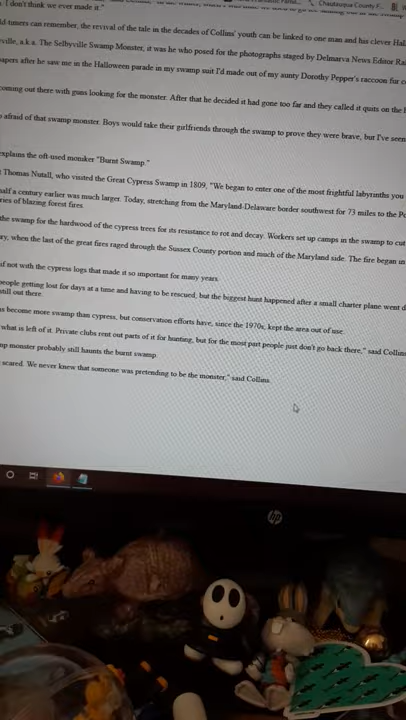 I don't think we ever made it."
Chautauqua County F...
tuners can remember, the revival of the tale in the decades of Collins' youth can be linked to one man and his clever Hal
ville, a.k.a. The Selbyville Swamp Monster, it was he who posed for the photographs staged by Delmarva News Editor Ra
apers after he saw me in the Halloween parade in my swamp suit I'd made out of my aunt Dorothy Pepper's raccoon fur c
coming out there with guns looking for the monster. After that he decided it had gone too far and they called it quits on the
afraid of that swamp monster. Boys would take their girlfriends through the swamp to prove they were brave, but I've seen
explains the oft-used moniker "Burnt Swamp."
Thomas Nutall, who visited the Great Cypress Swamp in 1809, "We began to enter one of the most frightful labyrinths you
half a century earlier was much larger. Today, stretching from the Maryland-Delaware border southwest for 73 miles to the Po
ries of blazing forest fires.
the swamp for the hardwood of the cypress trees for its resistance to rot and decay. Workers set up camps in the swamp to cut
ry, when the last of the great fires raged through the Sussex County portion and much of the Maryland side. The fire began in
if not with the cypress logs that made it so important for many years.
people getting lost for days at a time and having to be rescued, but the biggest hunt happened after a small charter plane went d
still out there.
as become more swamp than cypress, but conservation efforts have, since the 1970s, kept the area out of use.
what is left of it. Private clubs rent out parts of it for hunting, but for the most part people just don't go back there," said Collins
mp monster probably still haunts the burnt swamp.
scared. We never knew that someone was pretending to be the monster," said Collins.
hp